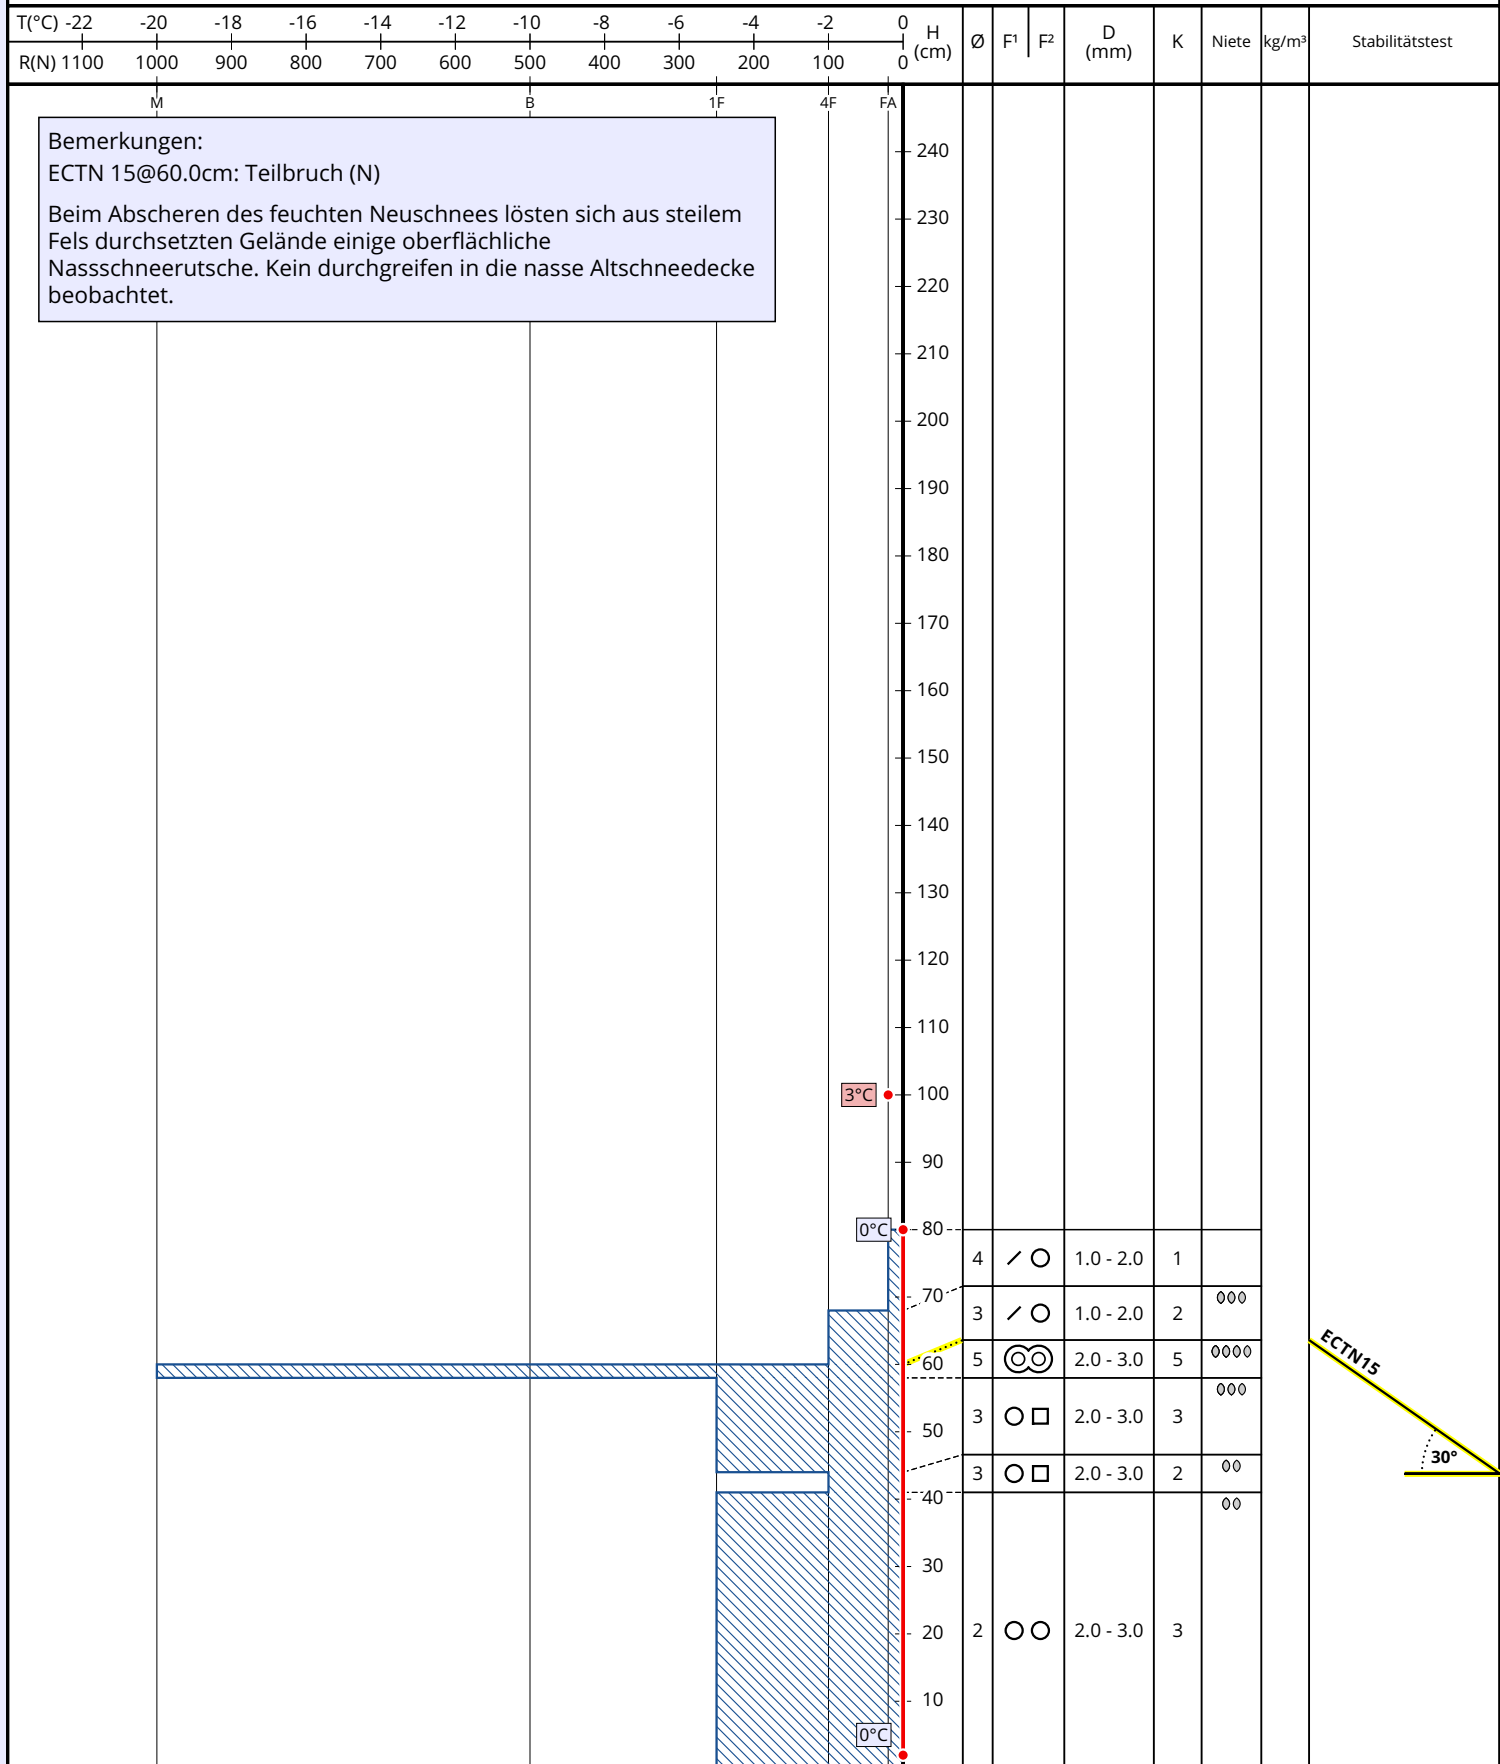 T(°C) -22 -20 -18 -16 -14 -12 -10 -8 -6 -4 -2 0
R(N) 1100 1000 900 800 700 600 500 400 300 200 100 0
H (cm) Ø F¹ F² D (mm) K Niete kg/m³ Stabilitätstest
M B 1F 4F FA
Bemerkungen:
ECTN 15@60.0cm: Teilbruch (N)
Beim Abscheren des feuchten Neuschnees lösten sich aus steilem
Fels durchsetzten Gelände einige oberflächliche
Nassschneerutsche. Kein durchgreifen in die nasse Altschneedecke
beobachtet.
240
230
220
210
200
190
180
170
160
150
140
130
120
110
3°C 100
90
0°C 80
4 1.0 - 2.0 1
70
3 1.0 - 2.0 2
60
5 2.0 - 3.0 5
ECTN15
3 2.0 - 3.0 3
50
30°
3 2.0 - 3.0 2
40
30
20
2 2.0 - 3.0 3
10
0°C